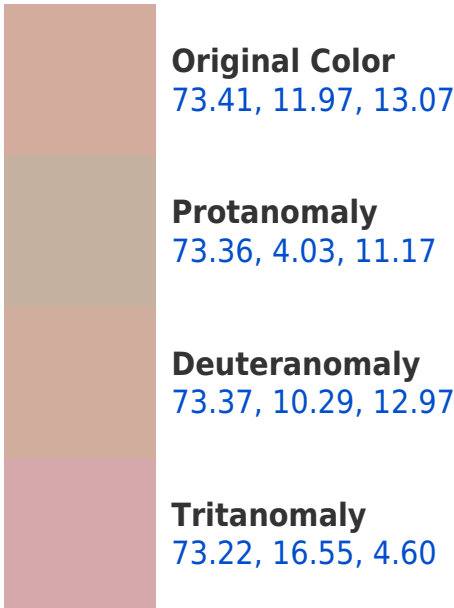 Original Color
73.41, 11.97, 13.07
Protanomaly
73.36, 4.03, 11.17
Deuteranomaly
73.37, 10.29, 12.97
Tritanomaly
73.22, 16.55, 4.60